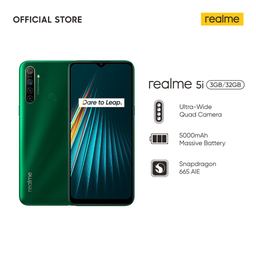 OFFICIAL STORE
realme
realme 5i 3GB/32GB
Dare to Leap.
Ultra-Wide
Quad Camera
5000mAh
Massive Battery
Snapdragon
665 AIE
realme